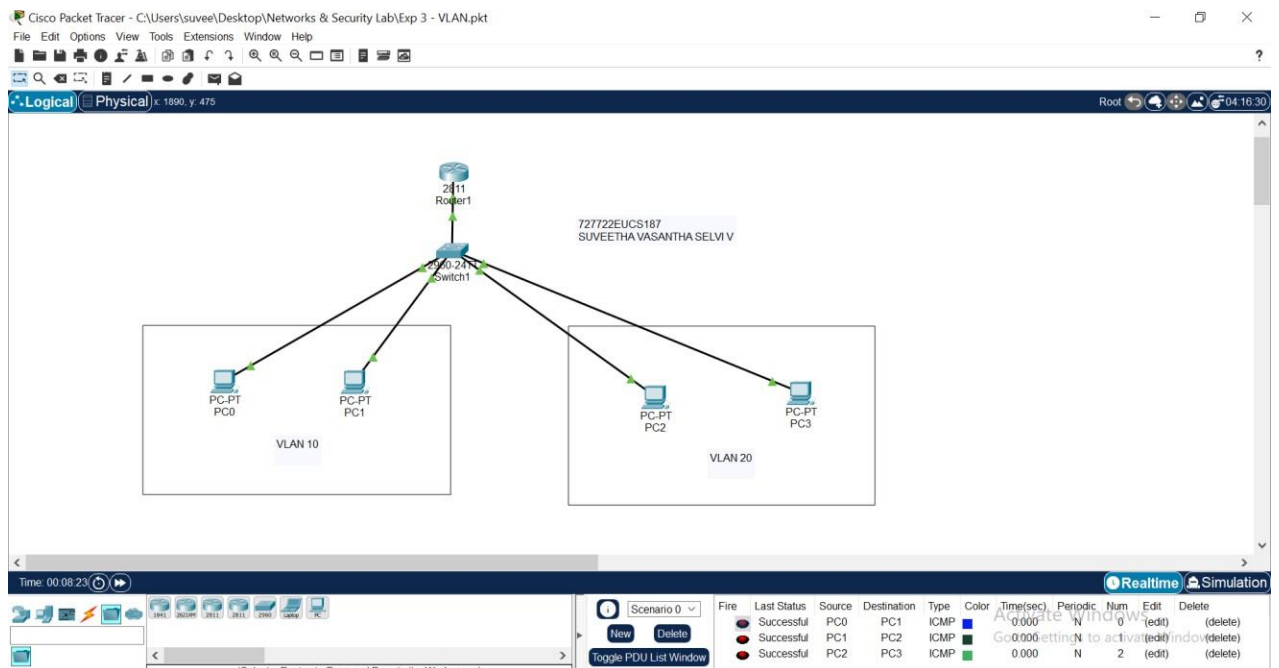 Cisco Packet Tracer - C:\Users\suvee\Desktop\Networks & Security Lab\Exp 3 - VLAN.pkt
File Edit Options View Tools Extensions Window Help
?
Logical Physical x: 1890, y: 475
Root 04:16:30
2811
Router1
727722EUCS187
SUVEETHA VASANTHA SELVI V
2960-24TT
Switch1
PC-PT
PC0
PC-PT
PC1
VLAN 10
PC-PT
PC2
PC-PT
PC3
VLAN 20
Time: 00:08:23
Realtime Simulation
1941 2811 2811 2960 Laptop PC
Scenario 0
New Delete
Toggle PDU List Window
Fire Last Status Source Destination Type Color Time(sec) Periodic Num Edit Delete
Successful PC0 PC1 ICMP 0.000 N 0 (edit) (delete)
Successful PC1 PC2 ICMP 0.000 N 1 (edit) (delete)
Successful PC2 PC3 ICMP 0.000 N 2 (edit) (delete)
Activate Windows
Go to Settings to activate Windows.